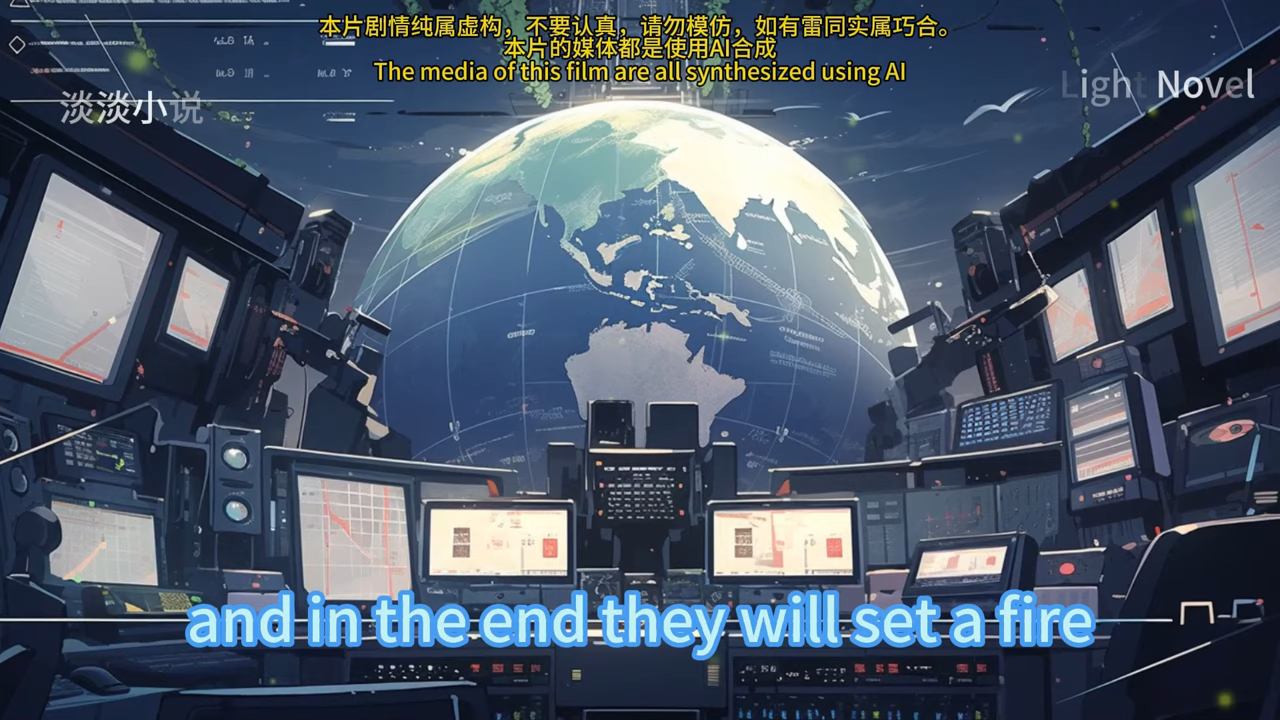 本片剧情纯属虚构，不要认真，请勿模仿，如有雷同实属巧合。
本片的媒体都是使用AI合成
The media of this film are all synthesized using AI
淡淡小说
Light Novel
and in the end they will set a fire